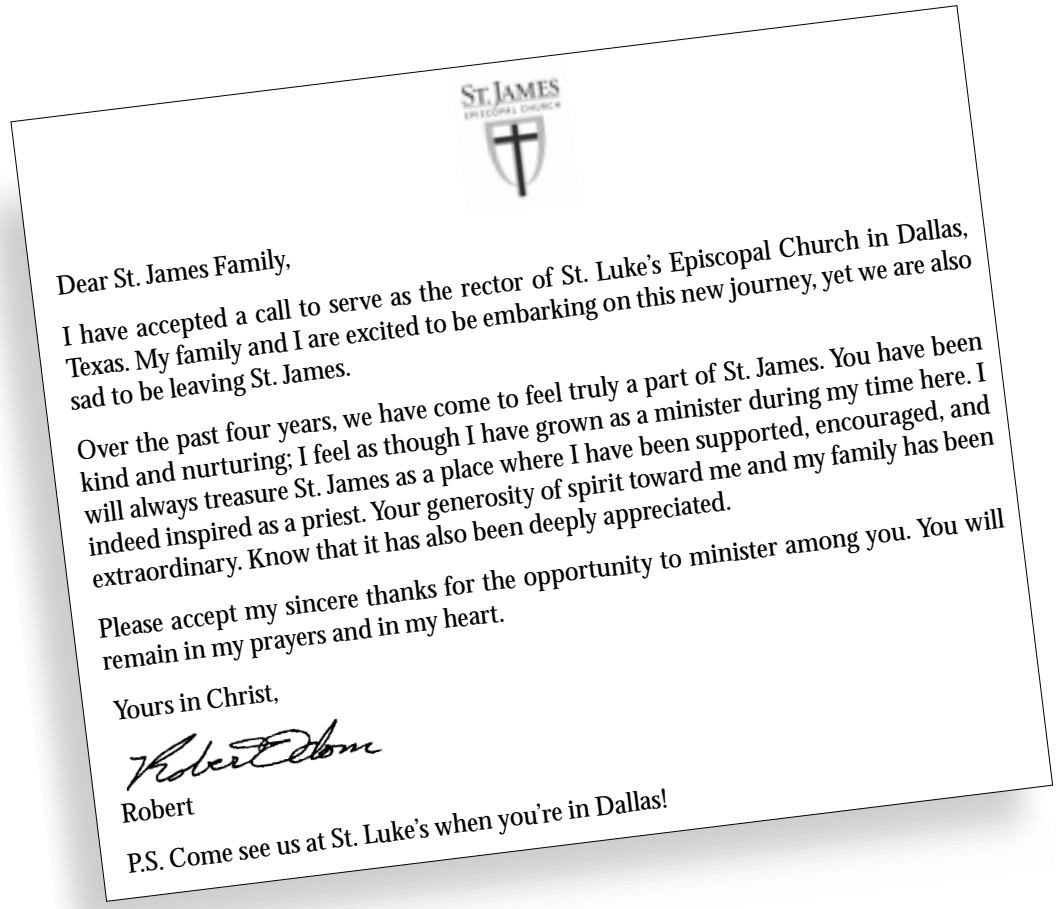 ST. JAMES
EPISCOPAL CHURCH
Dear St. James Family,
I have accepted a call to serve as the rector of St. Luke’s Episcopal Church in Dallas,
Texas. My family and I are excited to be embarking on this new journey, yet we are also
sad to be leaving St. James.
Over the past four years, we have come to feel truly a part of St. James. You have been
kind and nurturing; I feel as though I have grown as a minister during my time here. I
will always treasure St. James as a place where I have been supported, encouraged, and
indeed inspired as a priest. Your generosity of spirit toward me and my family has been
extraordinary. Know that it has also been deeply appreciated.
Please accept my sincere thanks for the opportunity to minister among you. You will
remain in my prayers and in my heart.
Yours in Christ,
Robert Odom
Robert
P.S. Come see us at St. Luke’s when you’re in Dallas!